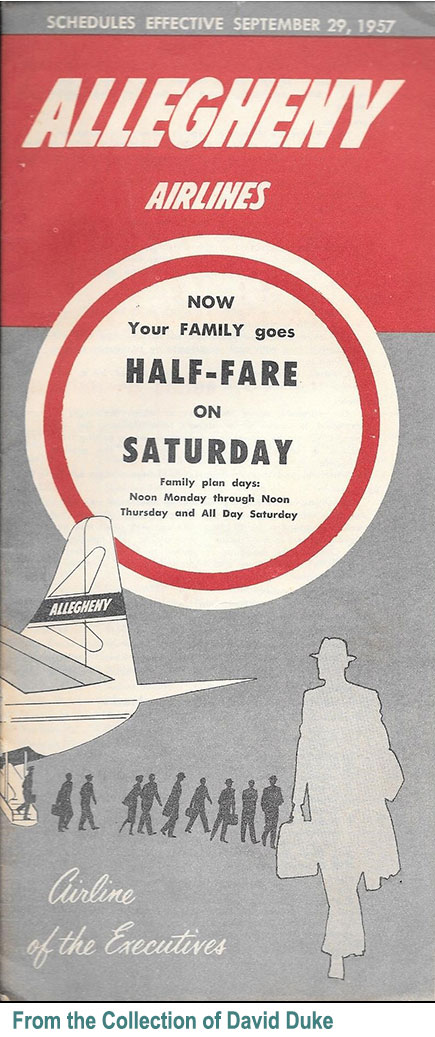 SCHEDULES EFFECTIVE SEPTEMBER 29, 1957
ALLEGHENY
AIRLINES
NOW
Your FAMILY goes
HALF-FARE
ON
SATURDAY
Family plan days:
Noon Monday through Noon
Thursday and All Day Saturday
ALLEGHENY
Airline
of the Executives
From the Collection of David Duke